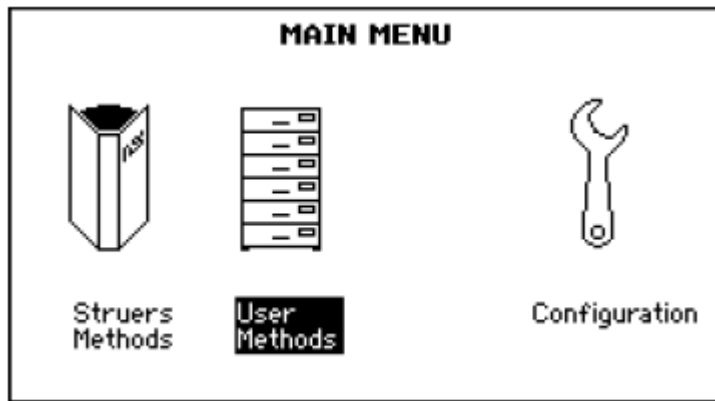 MAIN MENU
Struers
Methods
User
Methods
Configuration